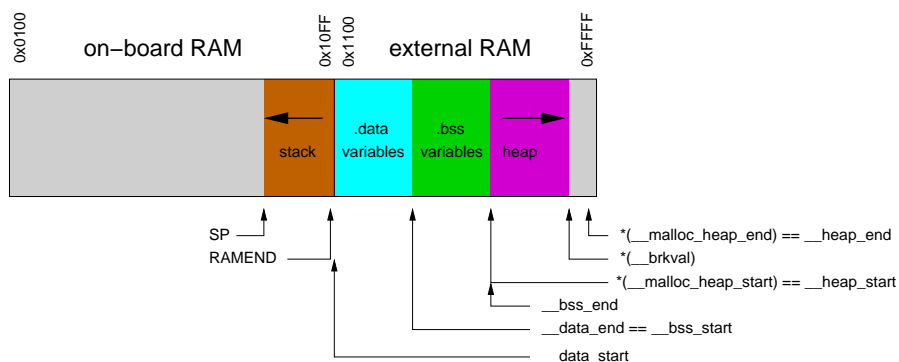 0x0100
on−board RAM
0x10FF
0x1100
external RAM
0xFFFF
stack
.data
variables
.bss
variables
heap
SP
RAMEND
*(__malloc_heap_end) == __heap_end
*(__brkval)
*(__malloc_heap_start) == __heap_start
__bss_end
__data_end == __bss_start
__data_start